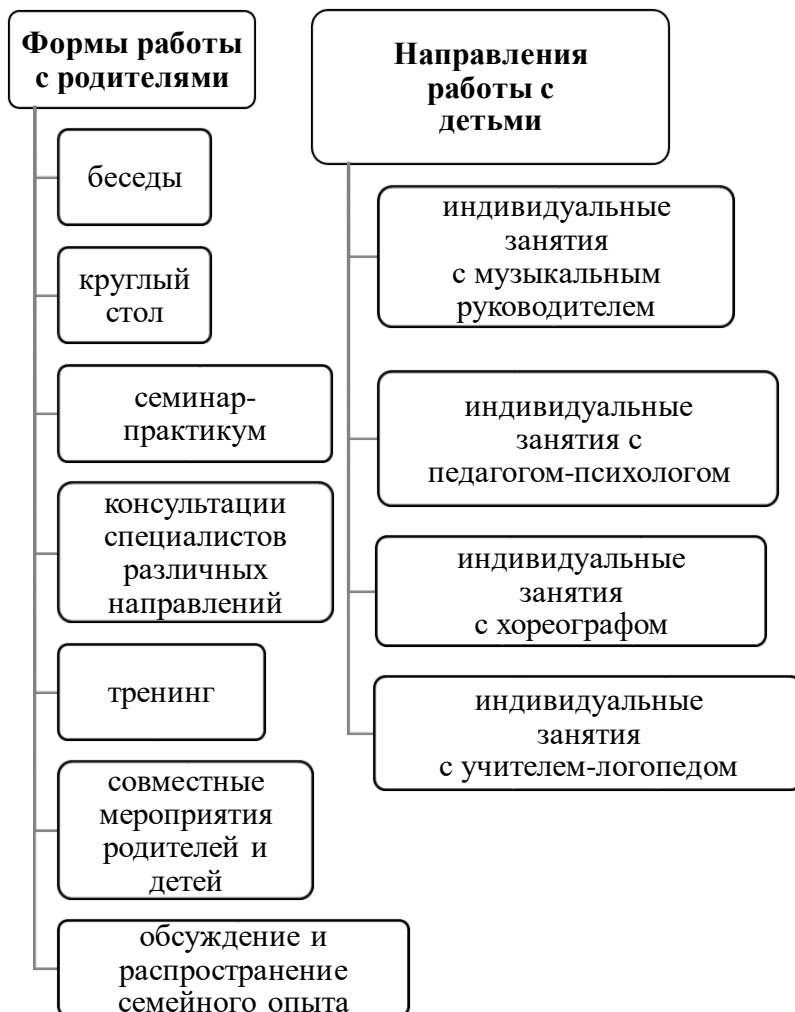 Формы работы
с родителями
беседы
круглый
стол
семинар-
практикум
консультации
специалистов
различных
направлений
тренинг
совместные
мероприятия
родителей и
детей
обсуждение и
распространение
семейного опыта
Направления
работы с
детьми
индивидуальные
занятия
с музыкальным
руководителем
индивидуальные
занятия с
педагогом-психологом
индивидуальные
занятия
с хореографом
индивидуальные
занятия
с учителем-логопедом